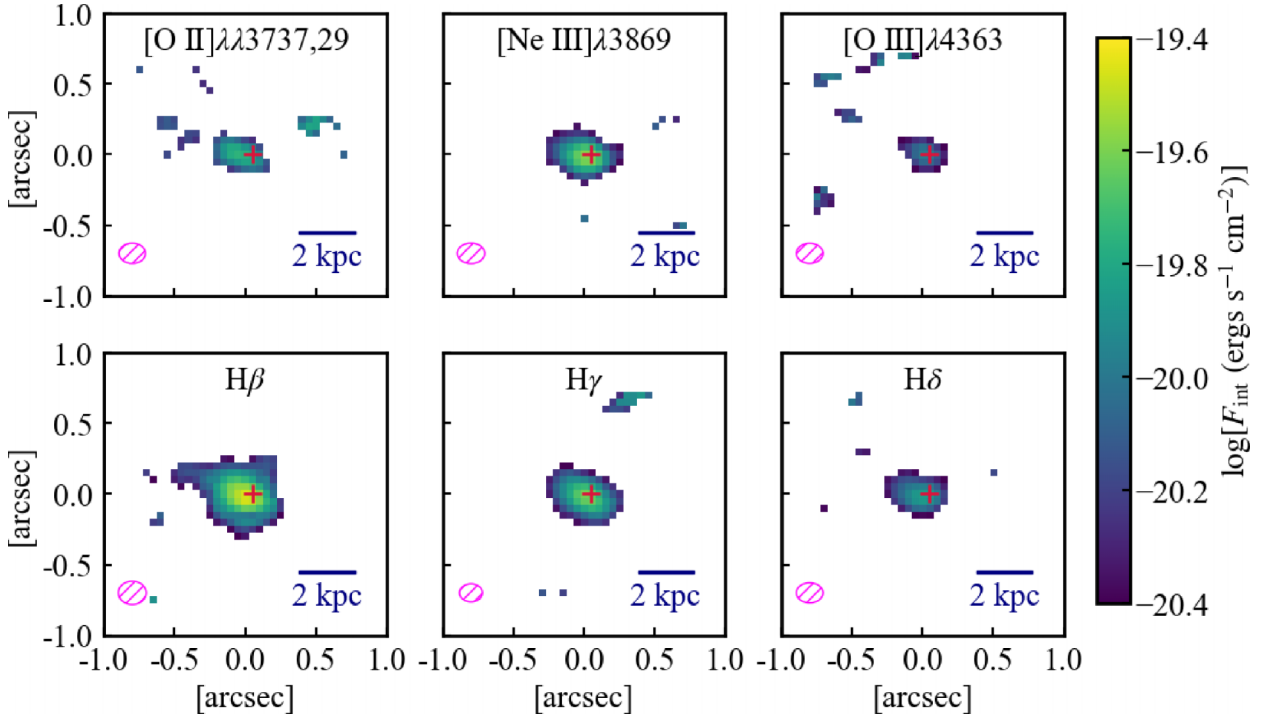 [O II]λλ3737,29
[Ne III]λ3869
[O III]λ4363
1.0
0.5
0.0
-0.5
-1.0
[arcsec]
2 kpc
2 kpc
2 kpc
Hβ
Hγ
Hδ
1.0
0.5
0.0
-0.5
-1.0
[arcsec]
2 kpc
2 kpc
2 kpc
-1.0 -0.5 0.0 0.5 1.0
-1.0 -0.5 0.0 0.5 1.0
-1.0 -0.5 0.0 0.5 1.0
[arcsec]
[arcsec]
[arcsec]
−19.4
−19.6
−19.8
−20.0
−20.2
−20.4
log[F_int (ergs s⁻¹ cm⁻²)]